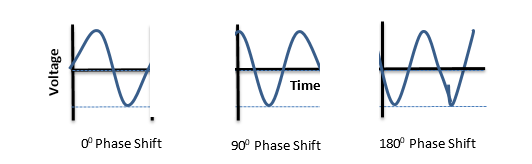 Voltage
Time
0⁰ Phase Shift
90⁰ Phase Shift
180⁰ Phase Shift